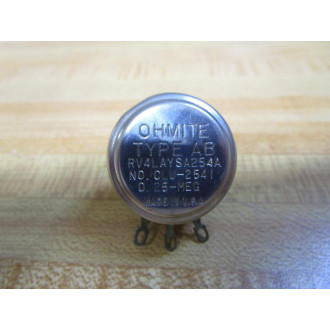 OHMITE
TYPE AB
RV4LAYSA254A
NO. CLU-2541
0.25-MEG
MADE IN U.S.A.